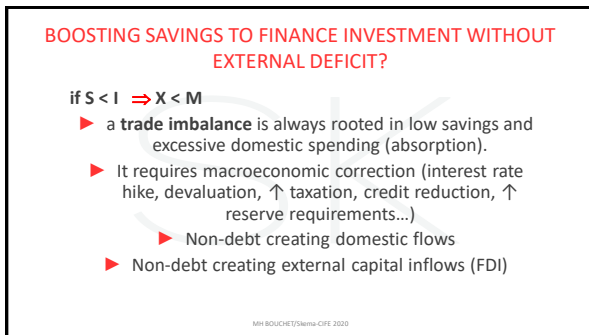 BOOSTING SAVINGS TO FINANCE INVESTMENT WITHOUT
EXTERNAL DEFICIT?
if S < I ⇒ X < M
► a trade imbalance is always rooted in low savings and
excessive domestic spending (absorption).
► It requires macroeconomic correction (interest rate
hike, devaluation, ↑ taxation, credit reduction, ↑
reserve requirements…)
► Non-debt creating domestic flows
► Non-debt creating external capital inflows (FDI)
SK
MH BOUCHET/Skema-CIFE 2020